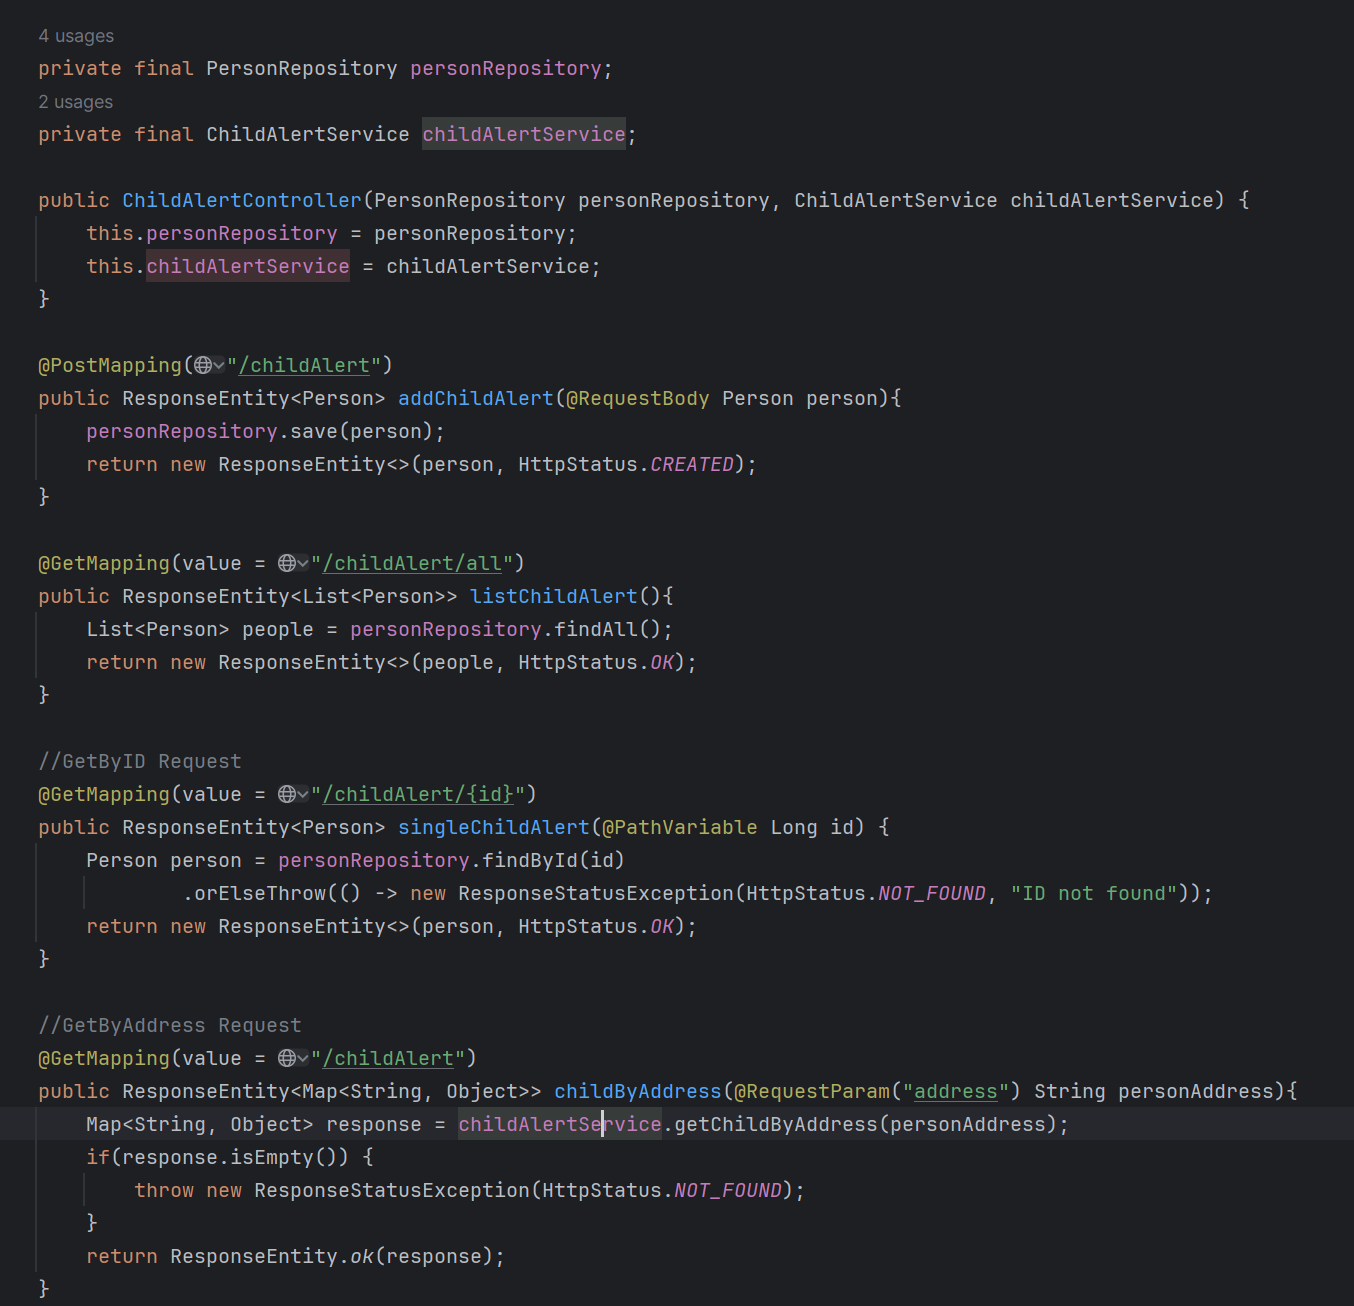 4 usages
private final PersonRepository personRepository;
2 usages
private final ChildAlertService childAlertService;
public ChildAlertController(PersonRepository personRepository, ChildAlertService childAlertService) {
this.personRepository = personRepository;
this.childAlertService = childAlertService;
}
@PostMapping("/childAlert")
public ResponseEntity<Person> addChildAlert(@RequestBody Person person){
personRepository.save(person);
return new ResponseEntity<>(person, HttpStatus.CREATED);
}
@GetMapping(value = "/childAlert/all")
public ResponseEntity<List<Person>> listChildAlert(){
List<Person> people = personRepository.findAll();
return new ResponseEntity<>(people, HttpStatus.OK);
}
//GetByID Request
@GetMapping(value = "/childAlert/{id}")
public ResponseEntity<Person> singleChildAlert(@PathVariable Long id) {
Person person = personRepository.findById(id)
.orElseThrow(() -> new ResponseStatusException(HttpStatus.NOT_FOUND, "ID not found"));
return new ResponseEntity<>(person, HttpStatus.OK);
}
//GetByAddress Request
@GetMapping(value = "/childAlert")
public ResponseEntity<Map<String, Object>> childByAddress(@RequestParam("address") String personAddress){
Map<String, Object> response = childAlertService.getChildByAddress(personAddress);
if(response.isEmpty()) {
throw new ResponseStatusException(HttpStatus.NOT_FOUND);
}
return ResponseEntity.ok(response);
}